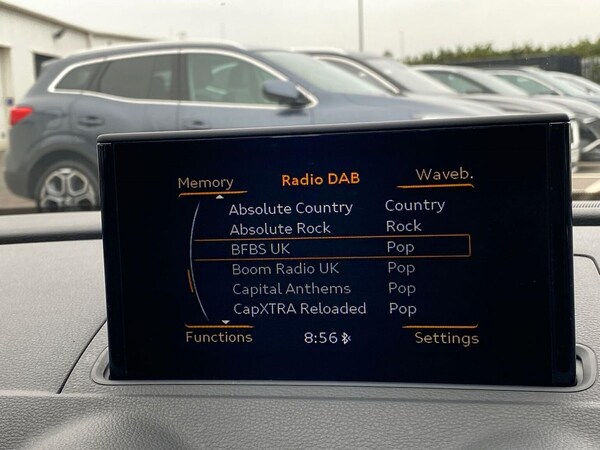 Memory Radio DAB Waveb.
Absolute Country Country
Absolute Rock Rock
BFBS UK Pop
Boom Radio UK Pop
Capital Anthems Pop
CapXTRA Reloaded Pop
Functions 8:56 Settings